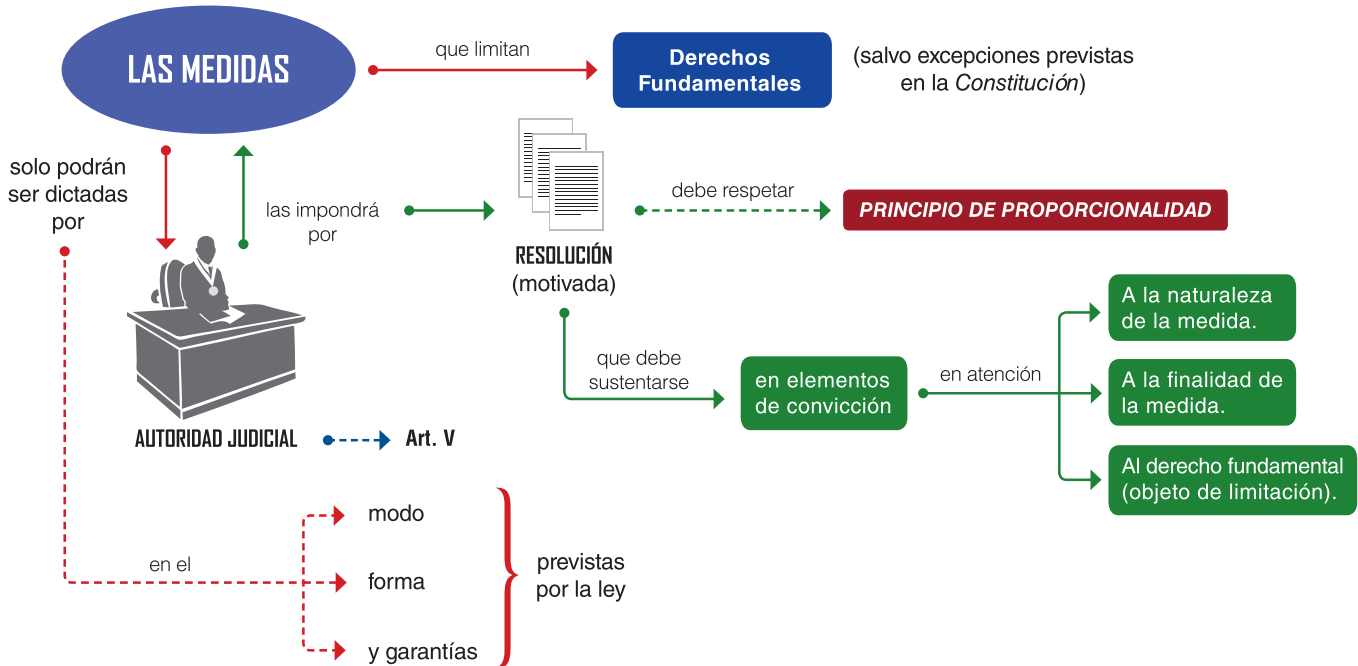 LAS MEDIDAS
que limitan
Derechos
Fundamentales
(salvo excepciones previstas
en la Constitución)
solo podrán
ser dictadas
por
las impondrá
por
RESOLUCIÓN
(motivada)
debe respetar
PRINCIPIO DE PROPORCIONALIDAD
que debe
sustentarse
en elementos
de convicción
en atención
A la naturaleza
de la medida.
A la finalidad de
la medida.
Al derecho fundamental
(objeto de limitación).
AUTORIDAD JUDICIAL
Art. V
en el
modo
forma
y garantías
previstas
por la ley